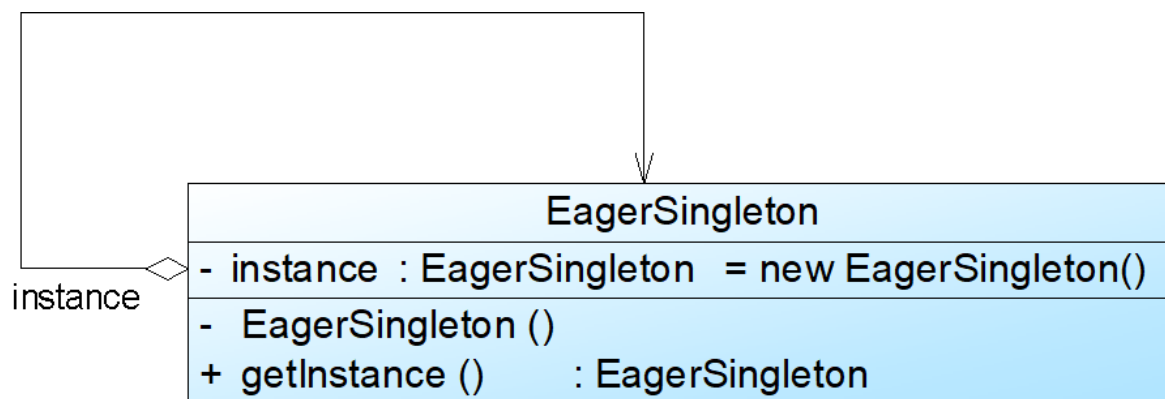 EagerSingleton
- instance : EagerSingleton = new EagerSingleton()
instance
- EagerSingleton ()
+ getInstance () : EagerSingleton